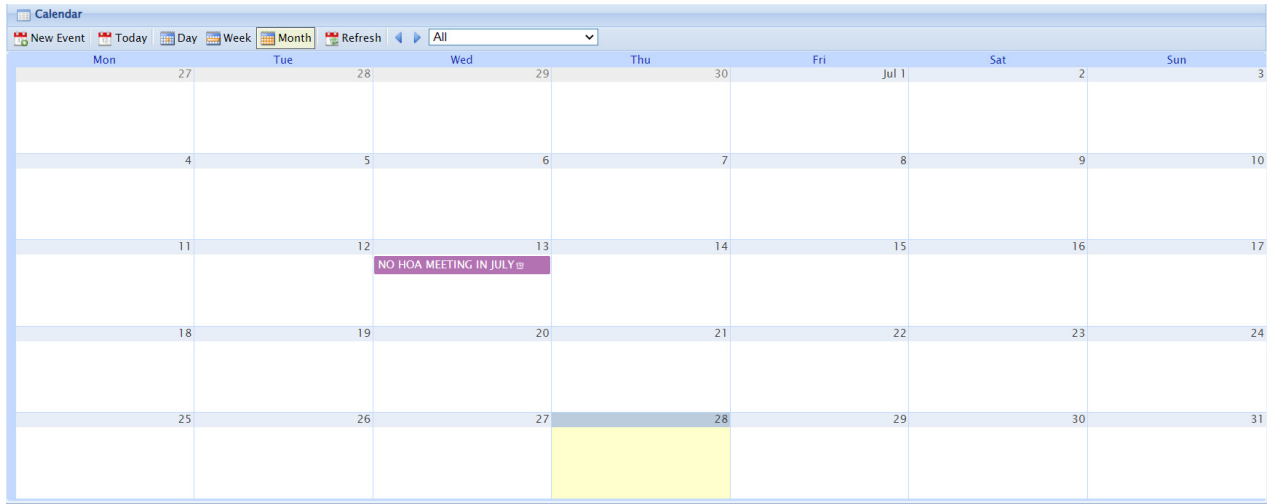 Calendar
New Event Today Day Week Month Refresh All
Mon Tue Wed Thu Fri Sat Sun
27 28 29 30 Jul 1 2 3
4 5 6 7 8 9 10
11 12 13 14 15 16 17
NO HOA MEETING IN JULY
18 19 20 21 22 23 24
25 26 27 28 29 30 31